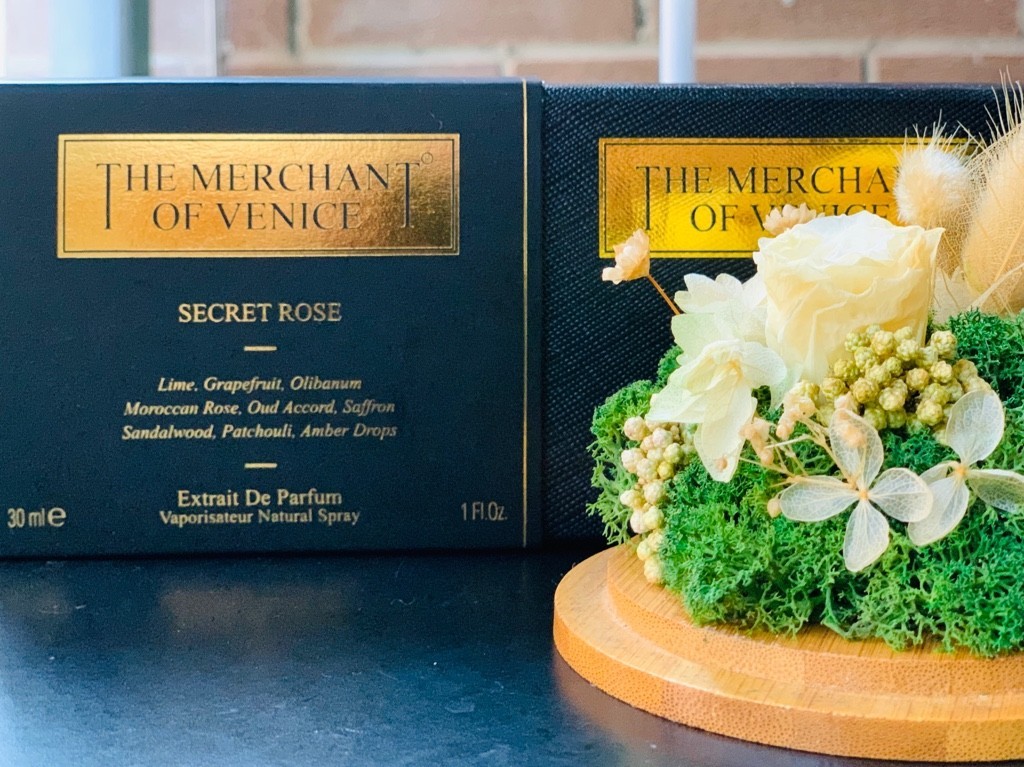 THE MERCHANT
OF VENICE
SECRET ROSE
Lime, Grapefruit, Olibanum
Moroccan Rose, Oud Accord, Saffron
Sandalwood, Patchouli, Amber Drops
Extrait De Parfum
Vaporisateur Natural Spray
30 ml e
1 Fl.Oz.
THE MERCHA
OF VENICE